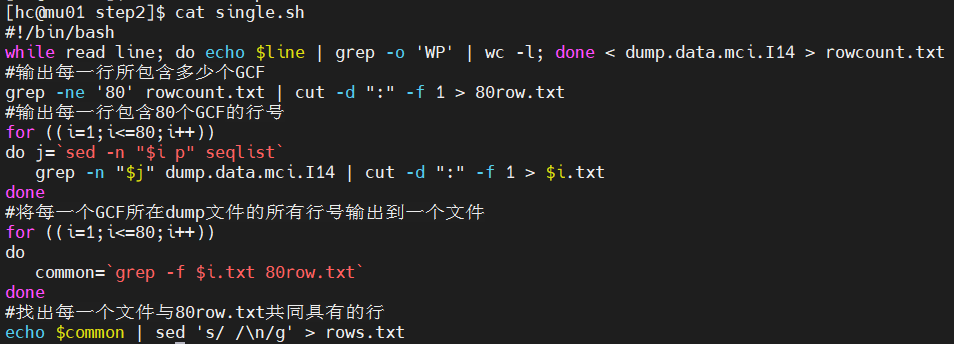 [hc@mu01 step2]$ cat single.sh
#!/bin/bash
while read line; do echo $line | grep -o 'WP' | wc -l; done < dump.data.mci.I14 > rowcount.txt
#输出每一行所包含多少个GCF
grep -ne '80' rowcount.txt | cut -d ":" -f 1 > 80row.txt
#输出每一行包含80个GCF的行号
for ((i=1;i<=80;i++))
do j=`sed -n "$i p" seqlist`
   grep -n "$j" dump.data.mci.I14 | cut -d ":" -f 1 > $i.txt
done
#将每一个GCF所在dump文件的所有行号输出到一个文件
for ((i=1;i<=80;i++))
do
   common=`grep -f $i.txt 80row.txt`
done
#找出每一个文件与80row.txt共同具有的行
echo $common | sed 's/ /\n/g' > rows.txt